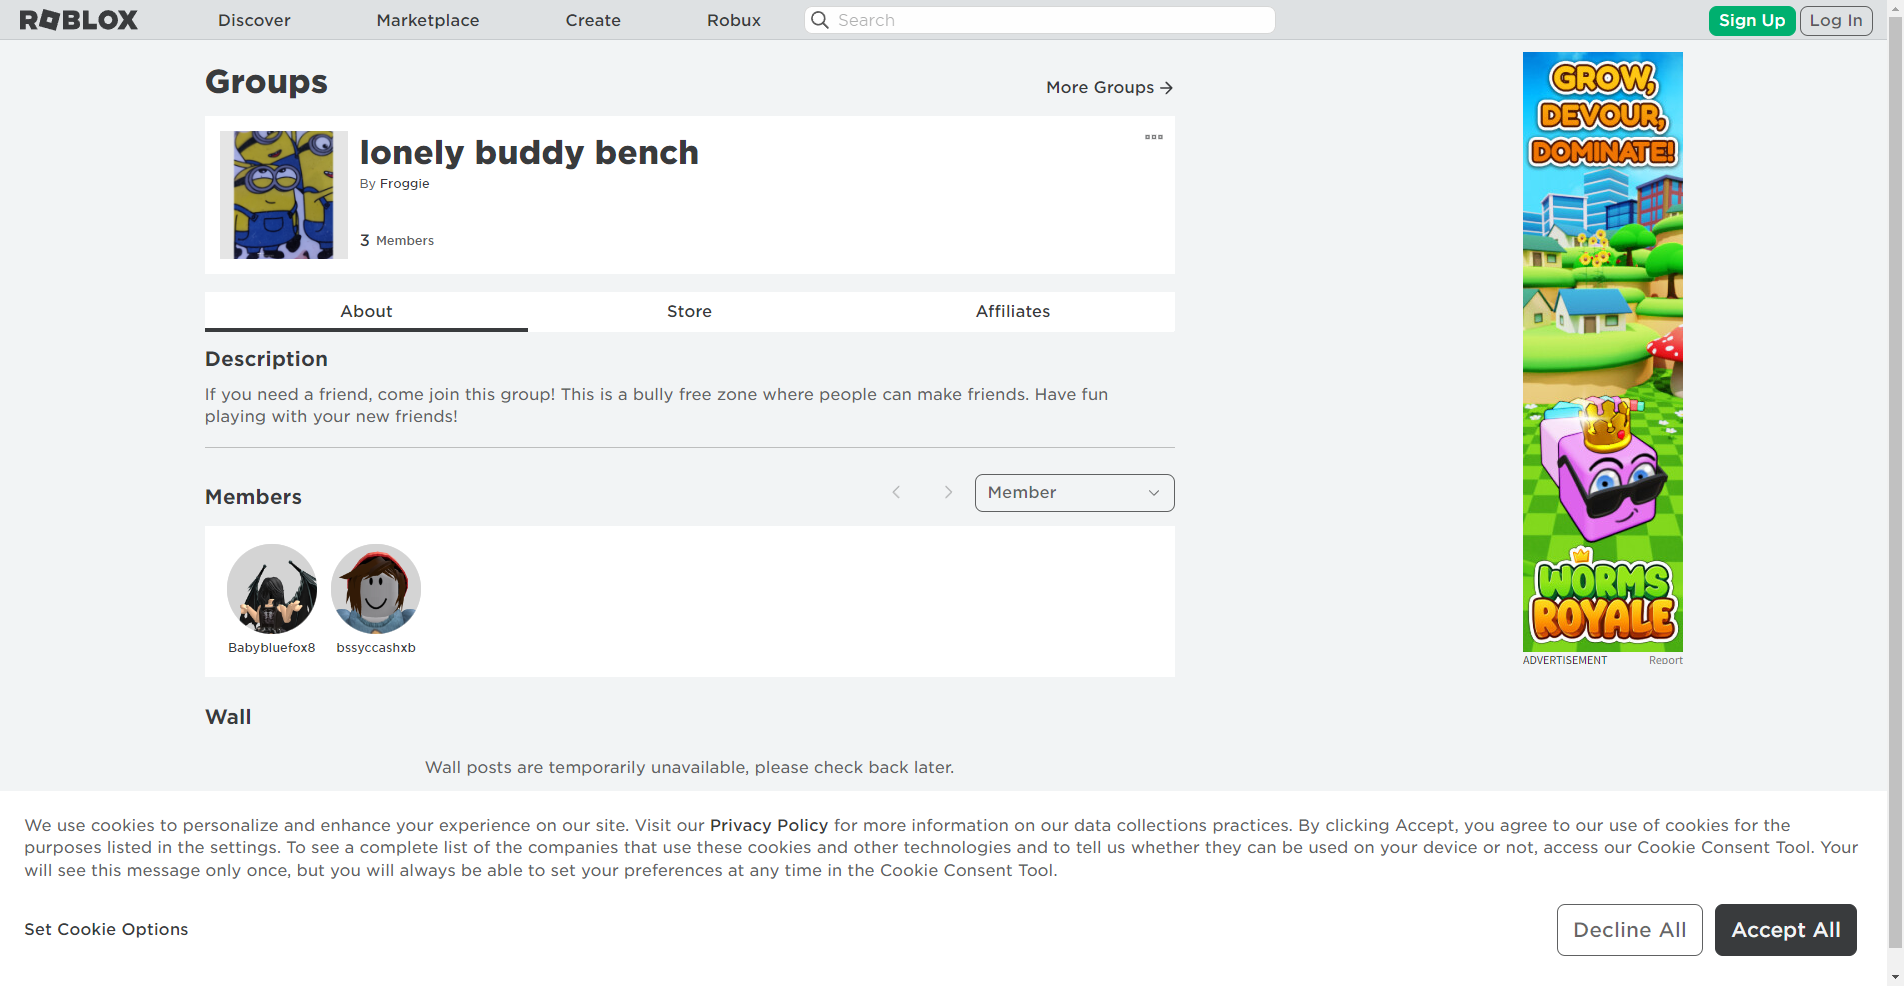 ROBLOX Discover Marketplace Create Robux Search Sign Up Log In
Groups
More Groups
lonely buddy bench
By Froggie
3 Members
About Store Affiliates
Description
If you need a friend, come join this group! This is a bully free zone where people can make friends. Have fun
playing with your new friends!
Members
Member
Babybluefox8 bssyccashxb
Wall
Wall posts are temporarily unavailable, please check back later.
GROW,
DEVOUR,
DOMINATE!
WORMS
ROYALE
ADVERTISEMENT Report
We use cookies to personalize and enhance your experience on our site. Visit our Privacy Policy for more information on our data collections practices. By clicking Accept, you agree to our use of cookies for the
purposes listed in the settings. To see a complete list of the companies that use these cookies and other technologies and to tell us whether they can be used on your device or not, access our Cookie Consent Tool. Your
will see this message only once, but you will always be able to set your preferences at any time in the Cookie Consent Tool.
Set Cookie Options
Decline All Accept All